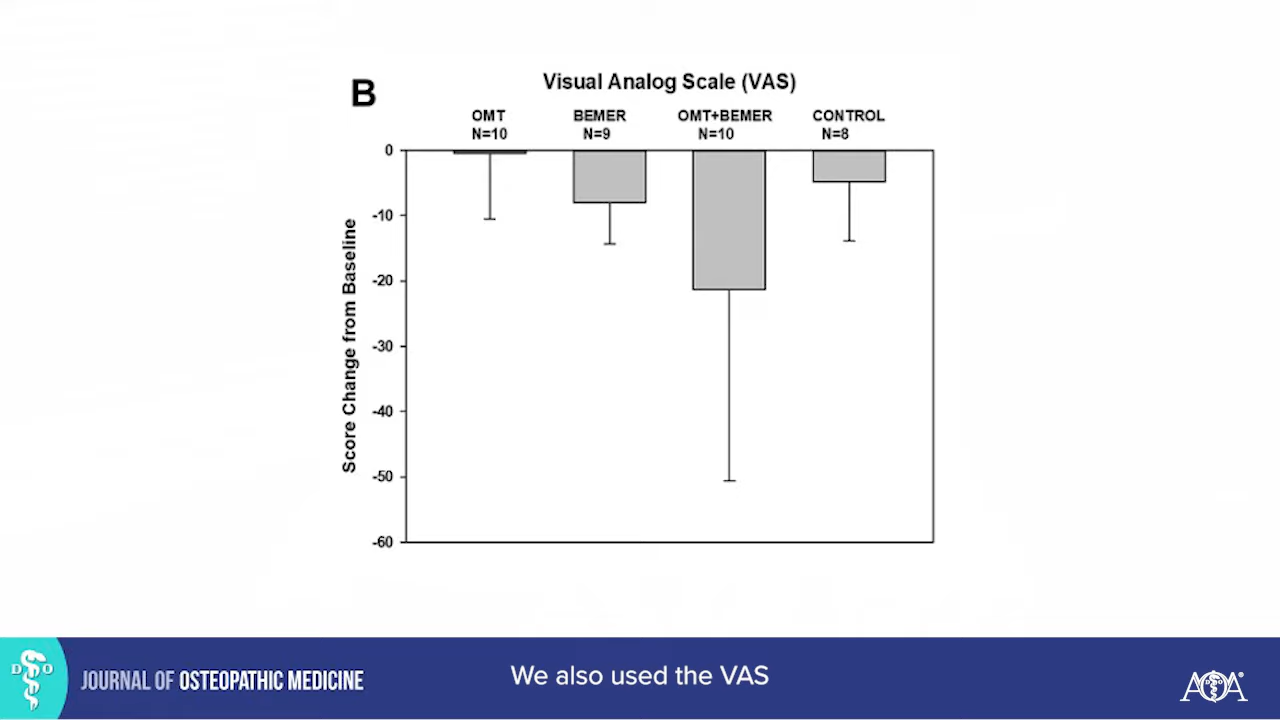 B
Visual Analog Scale (VAS)
OMT BEMER OMT+BEMER CONTROL
N=10 N=9 N=10 N=8
Score Change from Baseline
0
-10
-20
-30
-40
-50
-60
D O
JOURNAL OF OSTEOPATHIC MEDICINE
We also used the VAS
AOA